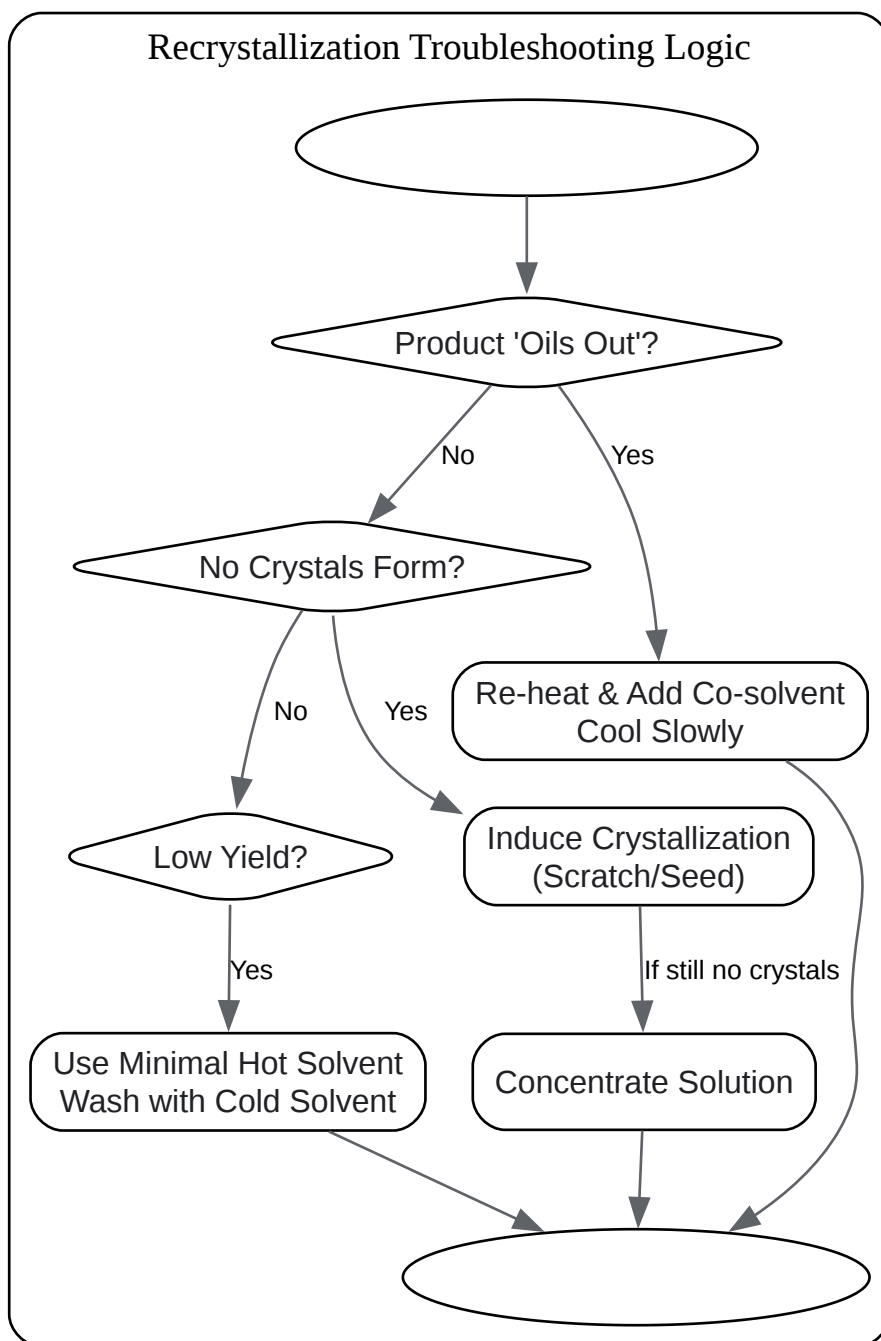 Recrystallization Troubleshooting Logic
Product 'Oils Out'?
No
Yes
No Crystals Form?
Re-heat & Add Co-solvent
Cool Slowly
No
Yes
Induce Crystallization
(Scratch/Seed)
Low Yield?
Yes
If still no crystals
Use Minimal Hot Solvent
Wash with Cold Solvent
Concentrate Solution